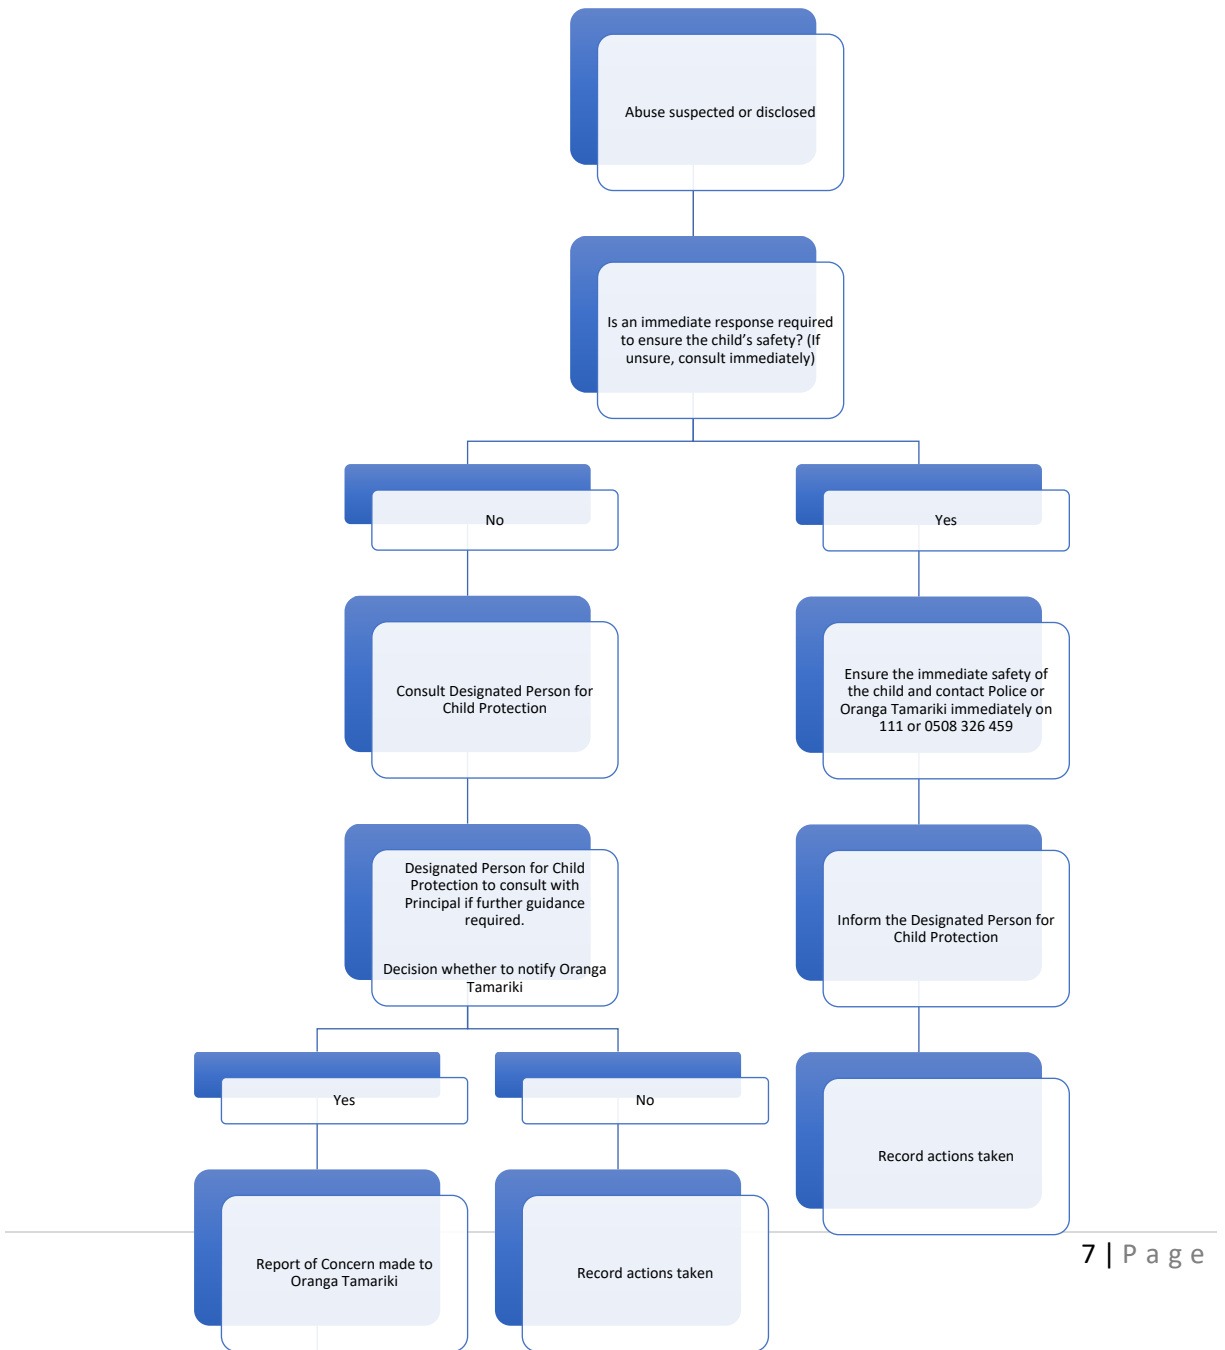 Abuse suspected or disclosed
Is an immediate response required
to ensure the child’s safety? (If
unsure, consult immediately)
No
Yes
Consult Designated Person for
Child Protection
Ensure the immediate safety of
the child and contact Police or
Oranga Tamariki immediately on
111 or 0508 326 459
Designated Person for Child
Protection to consult with
Principal if further guidance
required.
Decision whether to notify Oranga
Tamariki
Inform the Designated Person for
Child Protection
Yes
No
Record actions taken
Report of Concern made to
Oranga Tamariki
Record actions taken
7 | Page